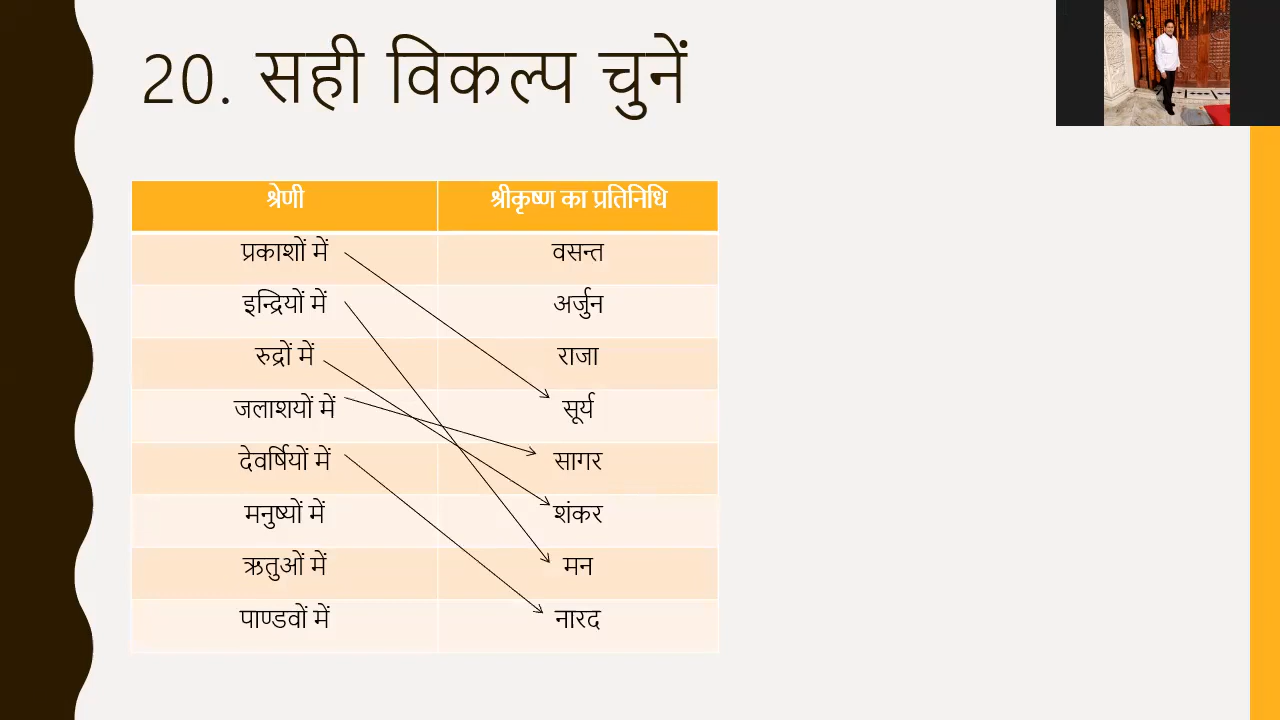 20. सही विकल्प चुनें
श्रेणी श्रीकृष्ण का प्रतिनिधि
प्रकाशों में वसन्त
इन्द्रियों में अर्जुन
रुद्रों में राजा
जलाशयों में सूर्य
देवर्षियों में सागर
मनुष्यों में शंकर
ऋतुओं में मन
पाण्डवों में नारद